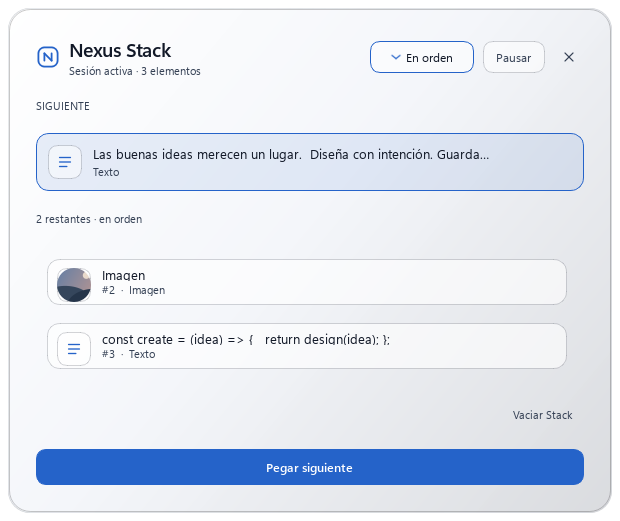 Nexus Stack
Sesión activa · 3 elementos
En orden
Pausar
SIGUIENTE
Las buenas ideas merecen un lugar.  Diseña con intención. Guarda...
Texto
2 restantes · en orden
Imagen
#2 · Imagen
const create = (idea) => {   return design(idea); };
#3 · Texto
Vaciar Stack
Pegar siguiente